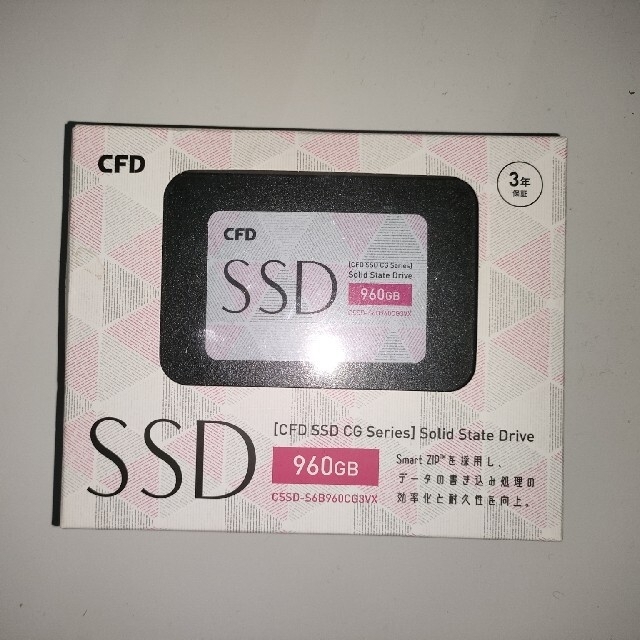 CFD
3年
保証
CFD
SSD
[CFD SSD CG Series]
Solid State Drive
960GB
CSSD-S6B960CG3VX
SSD
[CFD SSD CG Series] Solid State Drive
960GB
CSSD-S6B960CG3VX
Smart ZIP™を採用し、
データの書き込み処理の
効率化と耐久性を向上。